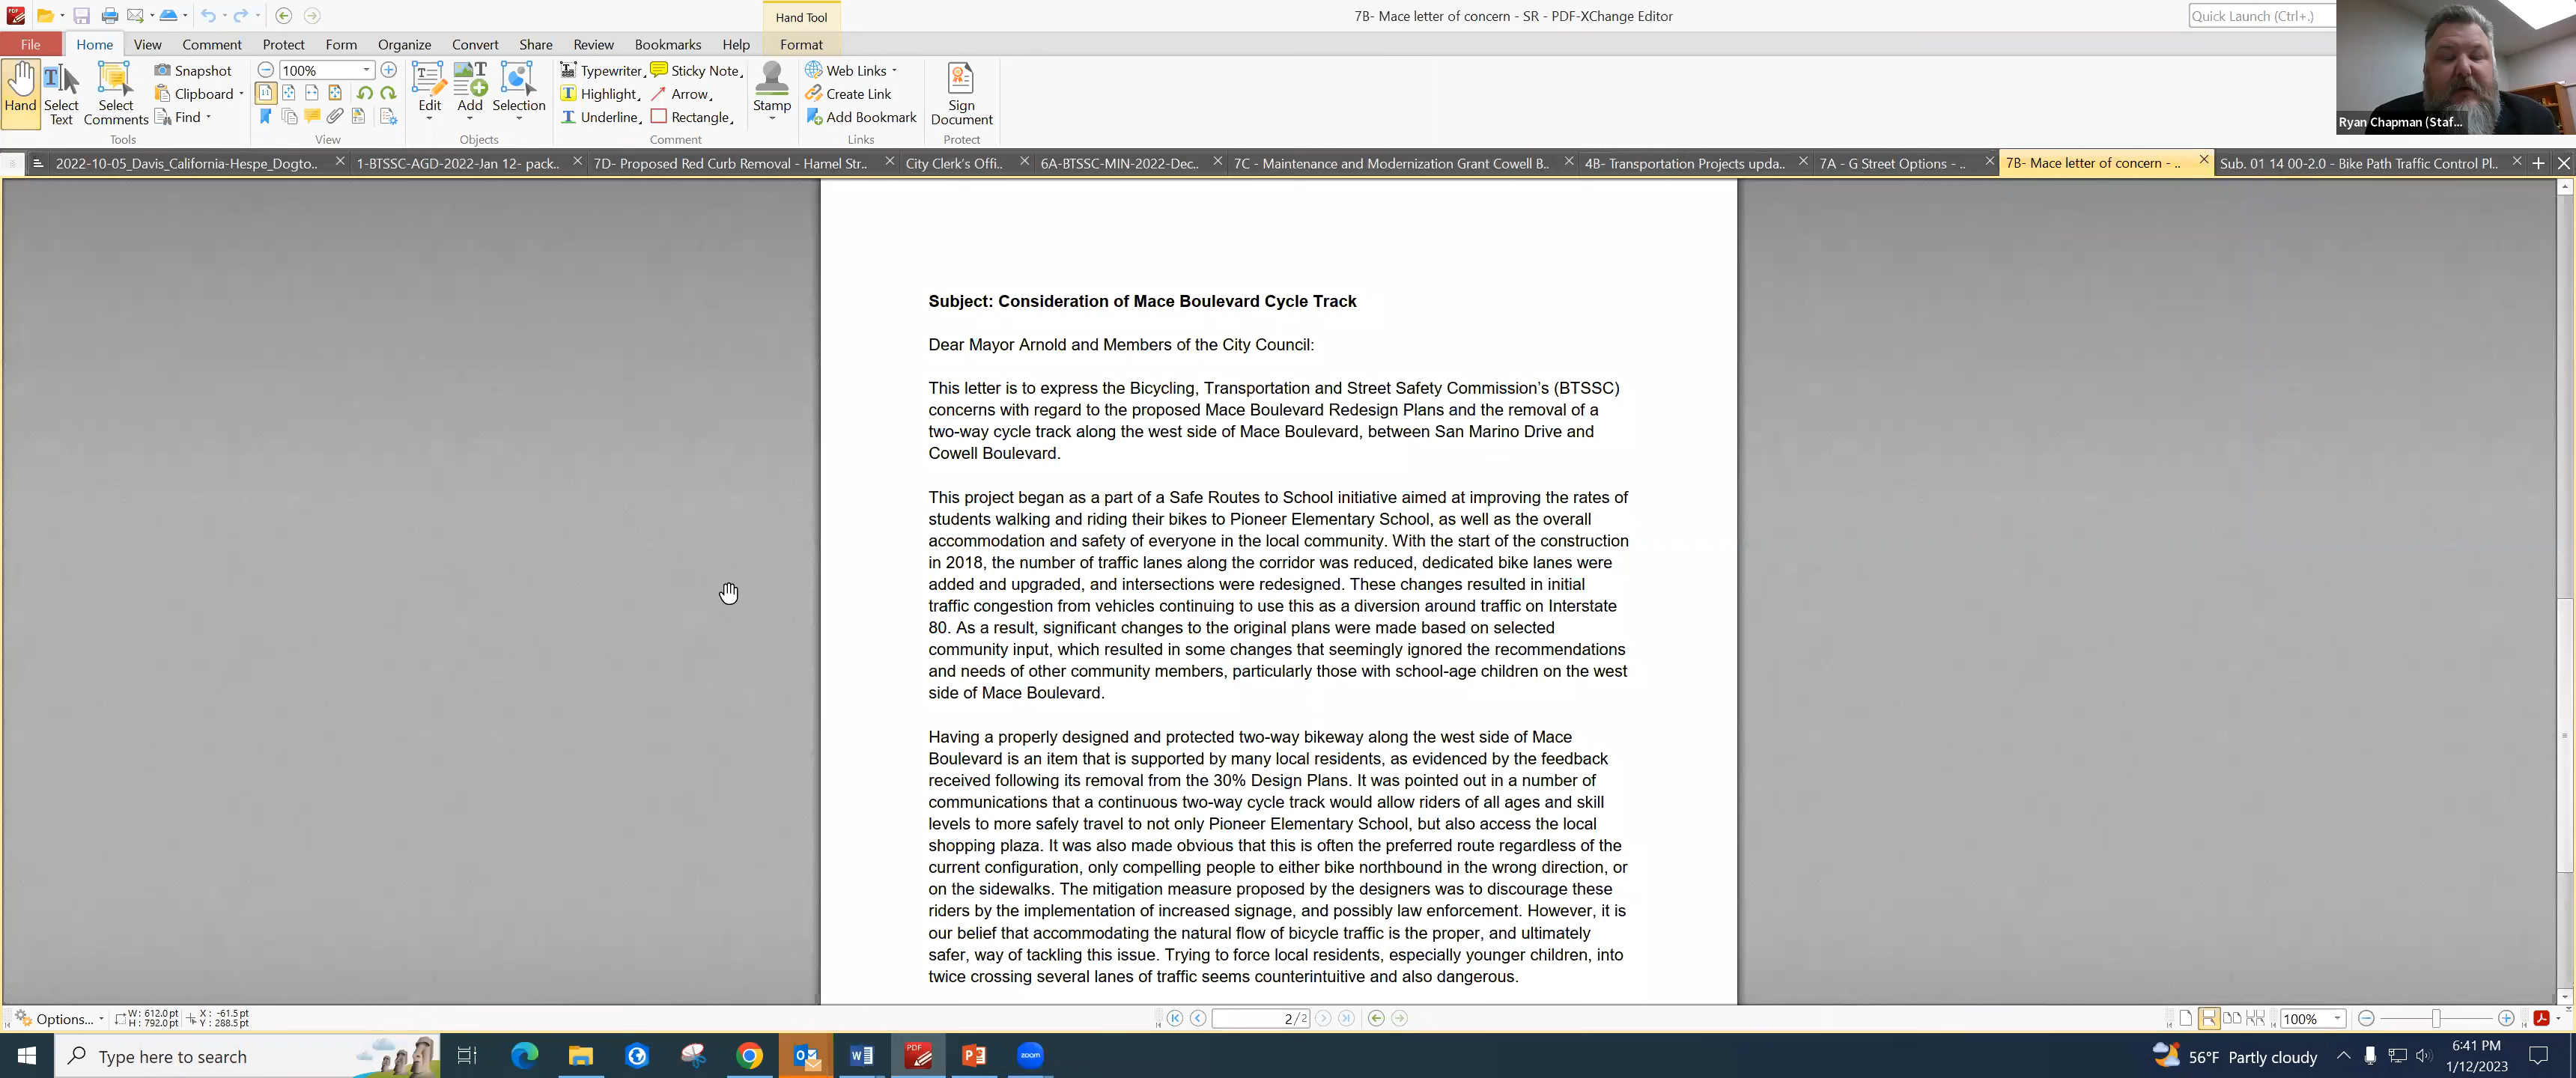 7B- Mace letter of concern - SR - PDF-XChange Editor
Hand Tool
Quick Launch (Ctrl+.)
File Home View Comment Protect Form Organize Convert Share Review Bookmarks Help Format
Hand
Select Text
Select Comments
Snapshot
Clipboard
Find
Tools
100%
View
Edit
Add
Selection
Objects
Typewriter
Highlight
Underline
Sticky Note
Arrow
Rectangle
Stamp
Comment
Web Links
Create Link
Add Bookmark
Links
Sign Document
Protect
Ryan Chapman (Staf...
2022-10-05_Davis_California-Hespe_Dogto..
1-BTSSC-AGD-2022-Jan 12- pack..
7D- Proposed Red Curb Removal - Hamel Str..
City Clerk's Offi..
6A-BTSSC-MIN-2022-Dec..
7C - Maintenance and Modernization Grant Cowell B..
4B- Transportation Projects upda..
7A - G Street Options - ..
7B- Mace letter of concern - ..
Sub. 01 14 00-2.0 - Bike Path Traffic Control Pl..
Subject: Consideration of Mace Boulevard Cycle Track
Dear Mayor Arnold and Members of the City Council:
This letter is to express the Bicycling, Transportation and Street Safety Commission's (BTSSC)
concerns with regard to the proposed Mace Boulevard Redesign Plans and the removal of a
two-way cycle track along the west side of Mace Boulevard, between San Marino Drive and
Cowell Boulevard.
This project began as a part of a Safe Routes to School initiative aimed at improving the rates of
students walking and riding their bikes to Pioneer Elementary School, as well as the overall
accommodation and safety of everyone in the local community. With the start of the construction
in 2018, the number of traffic lanes along the corridor was reduced, dedicated bike lanes were
added and upgraded, and intersections were redesigned. These changes resulted in initial
traffic congestion from vehicles continuing to use this as a diversion around traffic on Interstate
80. As a result, significant changes to the original plans were made based on selected
community input, which resulted in some changes that seemingly ignored the recommendations
and needs of other community members, particularly those with school-age children on the west
side of Mace Boulevard.
Having a properly designed and protected two-way bikeway along the west side of Mace
Boulevard is an item that is supported by many local residents, as evidenced by the feedback
received following its removal from the 30% Design Plans. It was pointed out in a number of
communications that a continuous two-way cycle track would allow riders of all ages and skill
levels to more safely travel to not only Pioneer Elementary School, but also access the local
shopping plaza. It was also made obvious that this is often the preferred route regardless of the
current configuration, only compelling people to either bike northbound in the wrong direction, or
on the sidewalks. The mitigation measure proposed by the designers was to discourage these
riders by the implementation of increased signage, and possibly law enforcement. However, it is
our belief that accommodating the natural flow of bicycle traffic is the proper, and ultimately
safer, way of tackling this issue. Trying to force local residents, especially younger children, into
twice crossing several lanes of traffic seems counterintuitive and also dangerous.
Options...
W: 612.0 pt
H: 792.0 pt
X: -61.5 pt
Y: 288.5 pt
2 / 2
100%
Type here to search
zoom
56°F Partly cloudy
6:41 PM
1/12/2023